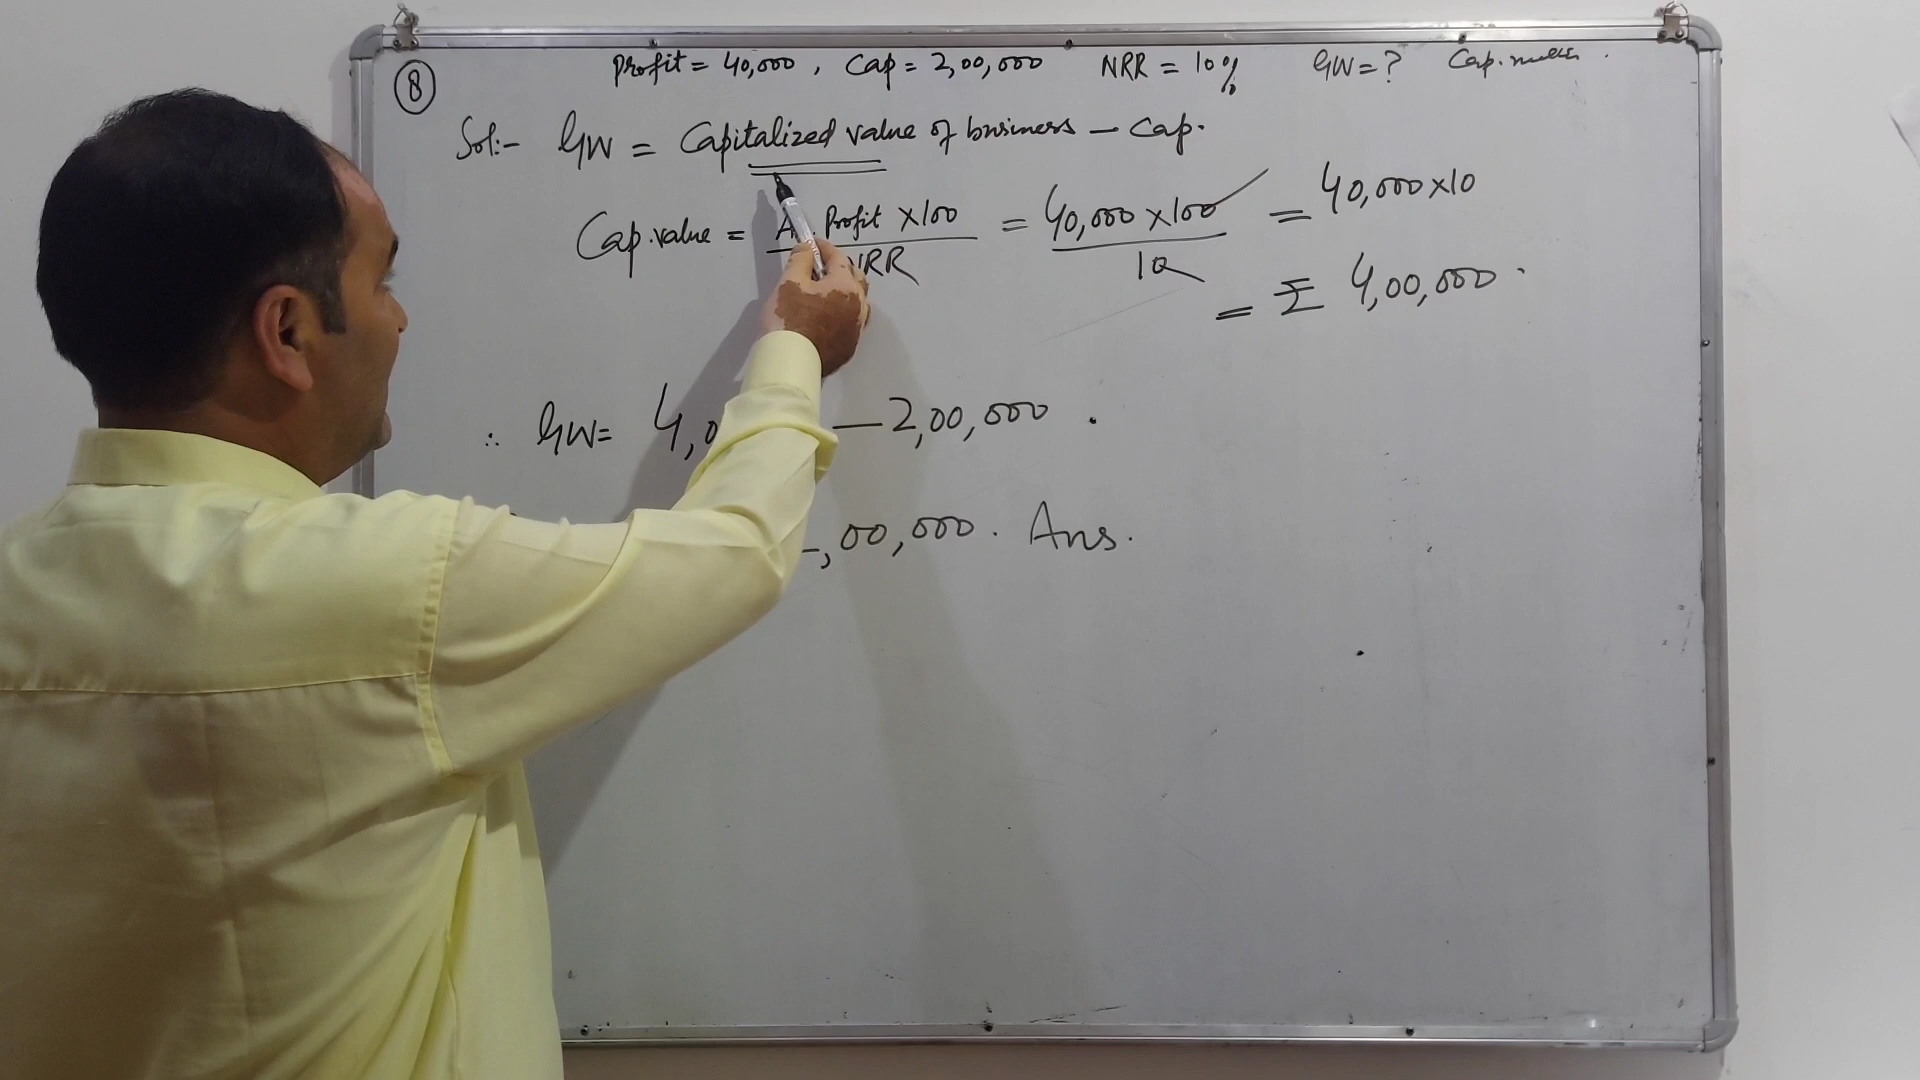 8
Profit = 40,000 , Cap = 2,00,000 NRR = 10% GW = ? Cap.
Sol:- GW = Capitalized value of business – Cap.
Cap. value = A. Profit ×100 / NRR = 40,000 ×100 / 10 = 40,000 ×10
= ₹ 4,00,000.
∴ GW = 4,0 — 2,00,000 .
,00,000. Ans.